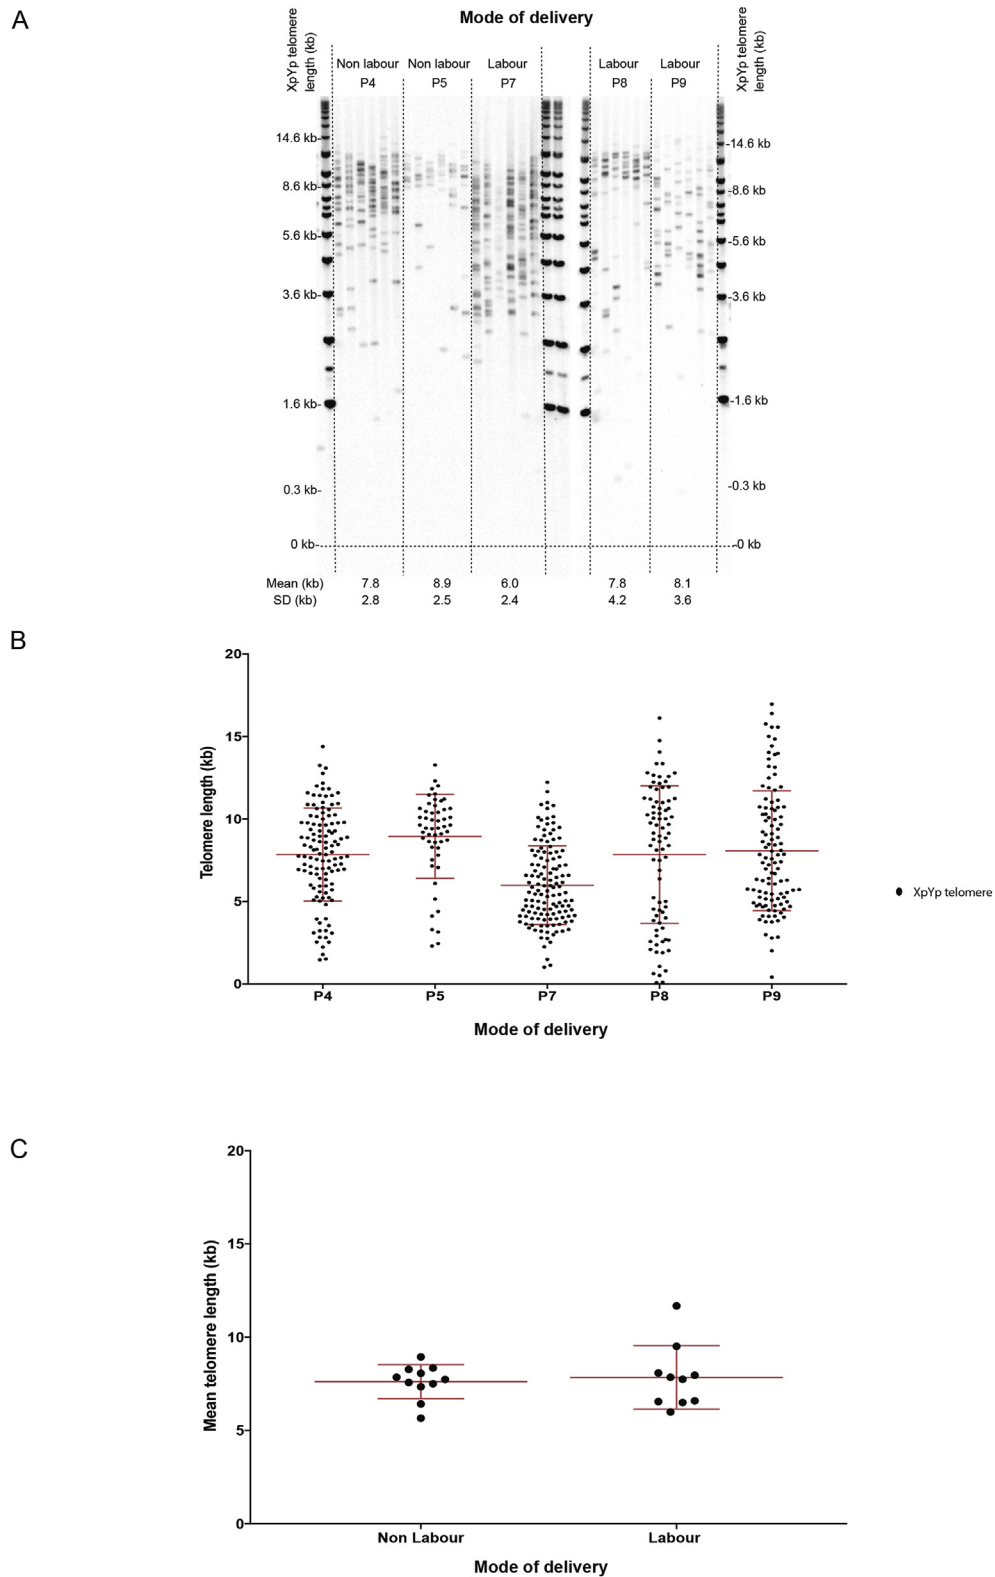 A
Mode of delivery
XpYp telomere
length (kb)
Non labour Non labour Labour Labour Labour
P4 P5 P7 P8 P9
XpYp telomere
length (kb)
14.6 kb- -14.6 kb
8.6 kb- -8.6 kb
5.6 kb- -5.6 kb
3.6 kb- -3.6 kb
1.6 kb- -1.6 kb
0.3 kb- -0.3 kb
0 kb- -0 kb
Mean (kb) 7.8 8.9 6.0 7.8 8.1
SD (kb) 2.8 2.5 2.4 4.2 3.6
B
Telomere length (kb)
20
15
10
5
0
P4 P5 P7 P8 P9
Mode of delivery
XpYp telomere
C
Mean telomere length (kb)
20
15
10
5
0
Non Labour Labour
Mode of delivery